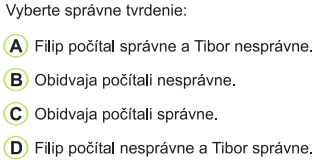 Vyberte správne tvrdenie:
A Filip počítal správne a Tibor nesprávne.
B Obidvaja počítali nesprávne.
C Obidvaja počítali správne.
D Filip počítal nesprávne a Tibor správne.